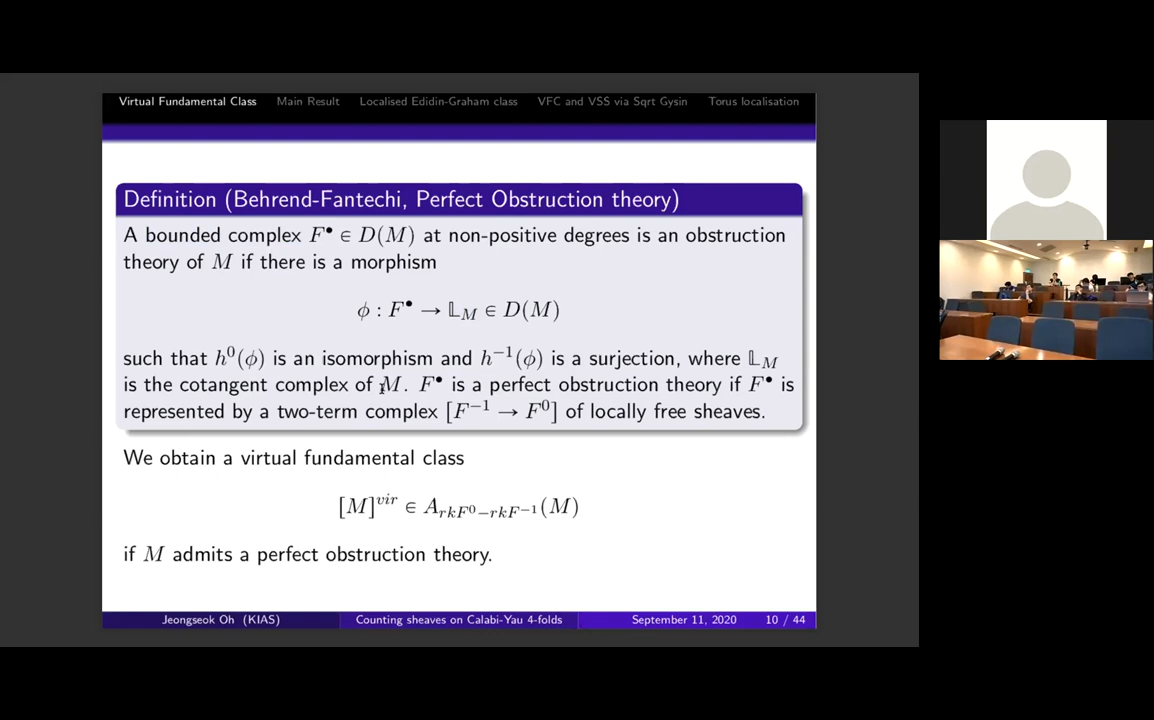 Virtual Fundamental Class Main Result Localised Edidin-Graham class VFC and VSS via Sqrt Gysin Torus localisation
Definition (Behrend-Fantechi, Perfect Obstruction theory)
A bounded complex F• ∈ D(M) at non-positive degrees is an obstruction
theory of M if there is a morphism
ϕ : F• → 𝕃_M ∈ D(M)
such that h⁰(ϕ) is an isomorphism and h⁻¹(ϕ) is a surjection, where 𝕃_M
is the cotangent complex of M. F• is a perfect obstruction theory if F• is
represented by a two-term complex [F⁻¹ → F⁰] of locally free sheaves.
We obtain a virtual fundamental class
[M]^{vir} ∈ A_{rkF⁰−rkF⁻¹}(M)
if M admits a perfect obstruction theory.
Jeongseok Oh (KIAS) Counting sheaves on Calabi-Yau 4-folds September 11, 2020 10 / 44